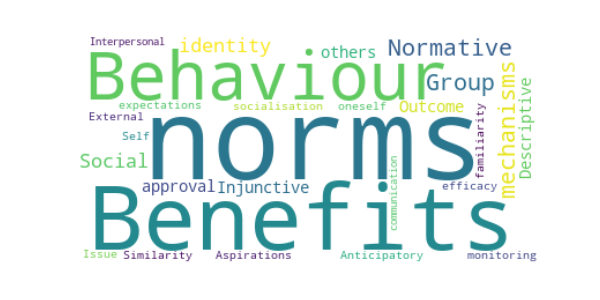 Interpersonal
identity
others
Normative
Behaviour
Group
mechanisms
Descriptive
expectations
socialisation
oneself
Outcome
External
norms
familiarity
Self
Social
approval
Injunctive
communication
efficacy
Benefits
Issue
Similarity
Aspirations
Anticipatory
monitoring